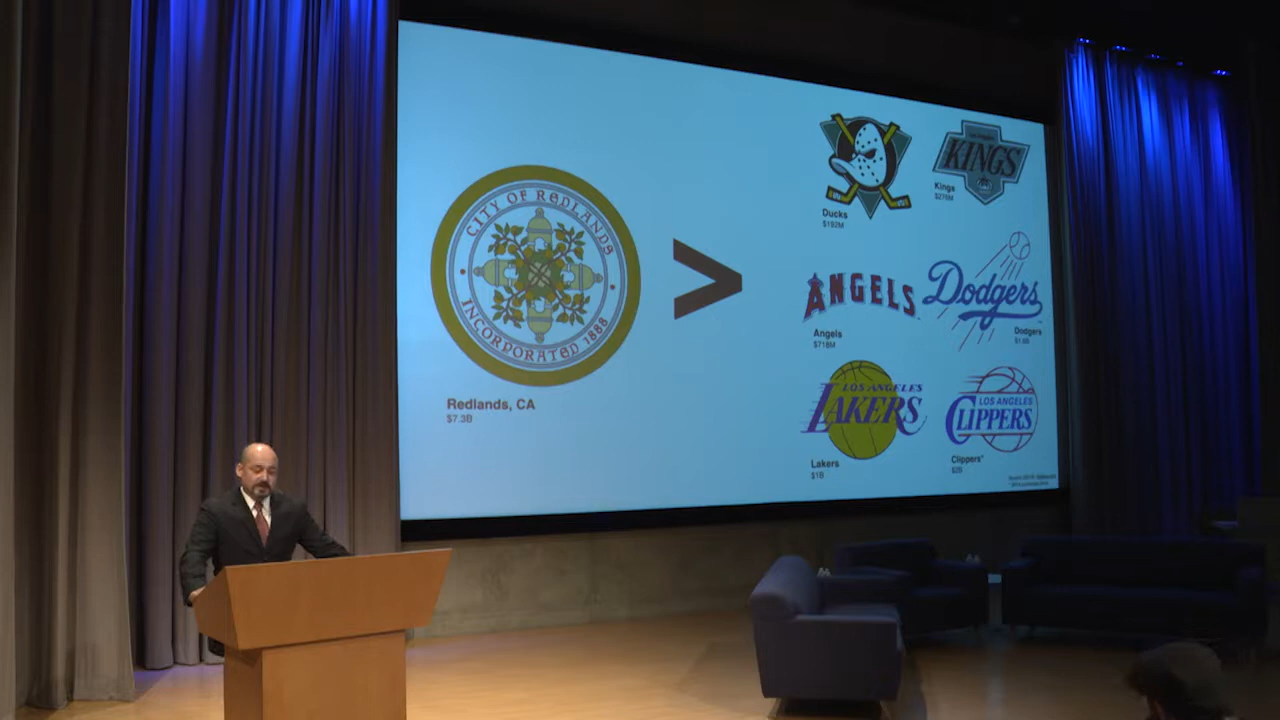 CITY OF REDLANDS
INCORPORATED 1888
Redlands, CA
$7.3B
>
Ducks
$192M
KINGS
Kings
ANGELS
Angels
$718M
Dodgers
Dodgers
LOS ANGELES
LAKERS
Lakers
$1B
LOS ANGELES
CLIPPERS
Clippers*
$2B